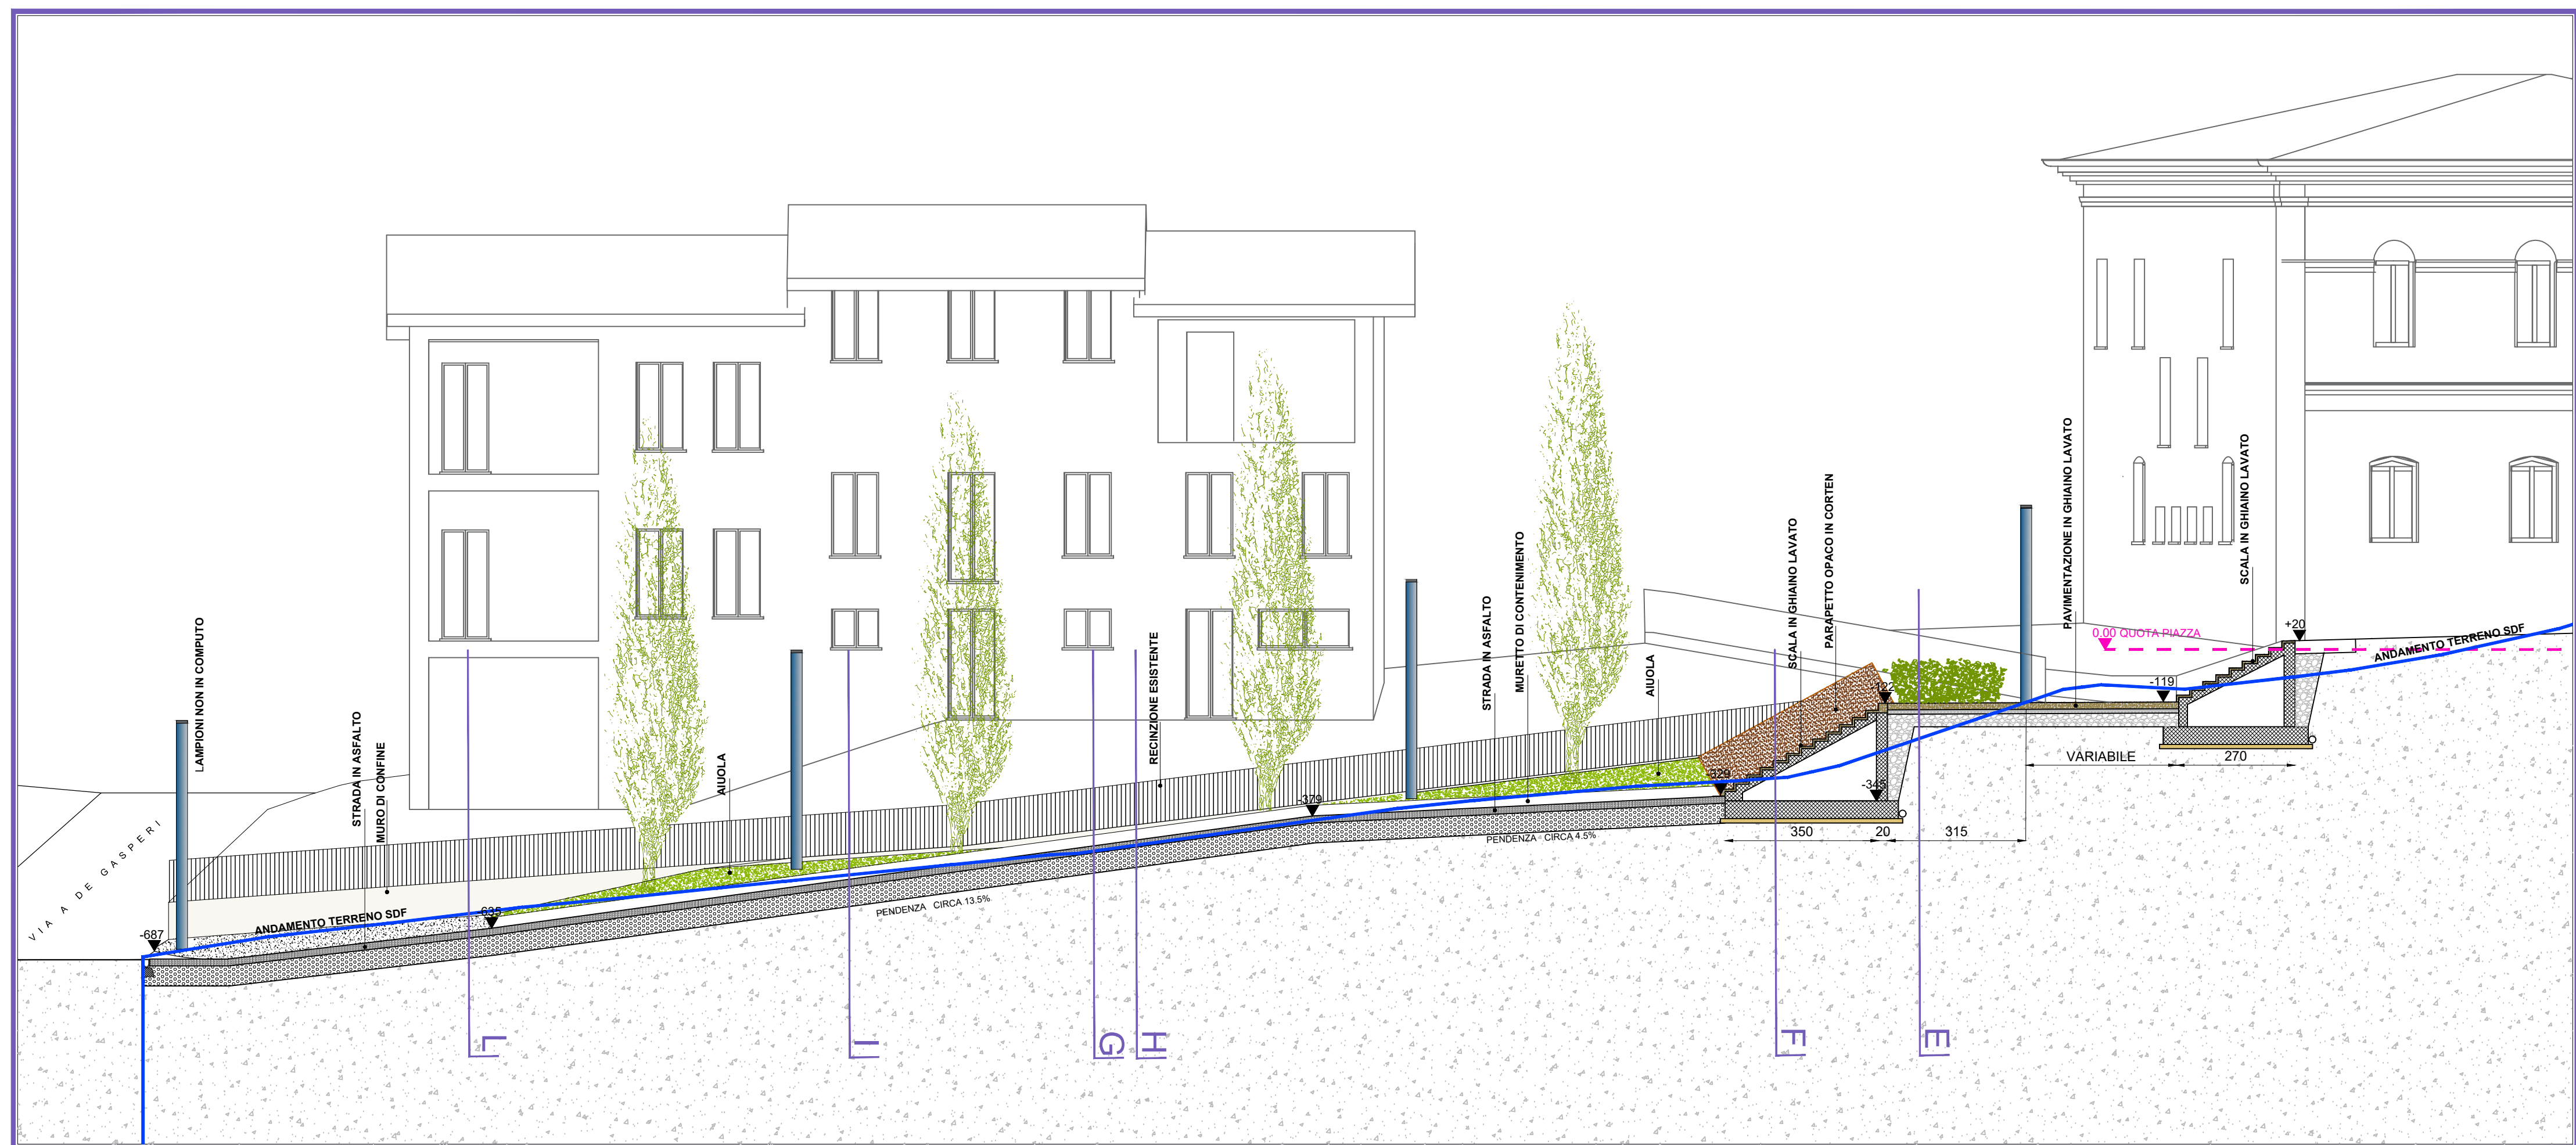 LAMPIONI NON IN COMPUTO
STRADA IN ASFALTO
MURO DI CONFINE
AIUOLA
RECINZIONE ESISTENTE
STRADA IN ASFALTO
MURETTO DI CONTENIMENTO
AIUOLA
SCALA IN GHIAINO LAVATO
PARAPETTO OPACO IN CORTEN
PAVIMENTAZIONE IN GHIAINO LAVATO
SCALA IN GHIAINO LAVATO
0.00 QUOTA PIAZZA
+20
ANDAMENTO TERRENO SDF
-122
-119
VARIABILE
270
-329
-345
-379
350
20
315
PENDENZA CIRCA 4.5%
VIA A DE GASPERI
-687
ANDAMENTO TERRENO SDF
-635
PENDENZA CIRCA 13.5%
L
I
G
H
F
E